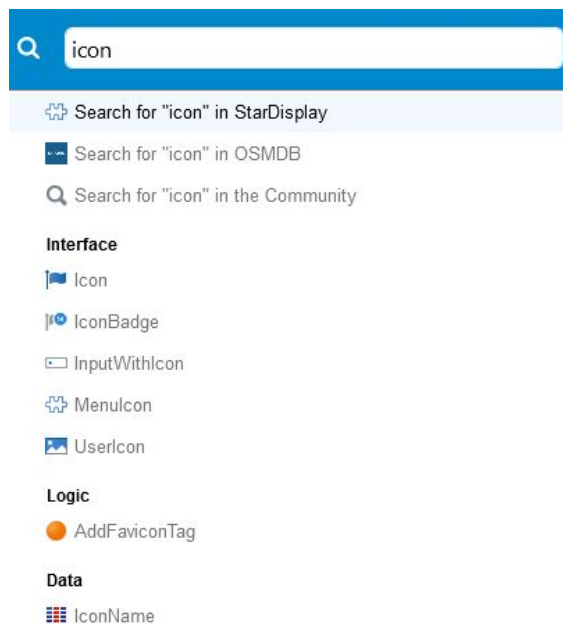 icon
Search for "icon" in StarDisplay
Search for "icon" in OSMDB
Search for "icon" in the Community
Interface
Icon
IconBadge
InputWithIcon
MenuIcon
UserIcon
Logic
AddFaviconTag
Data
IconName